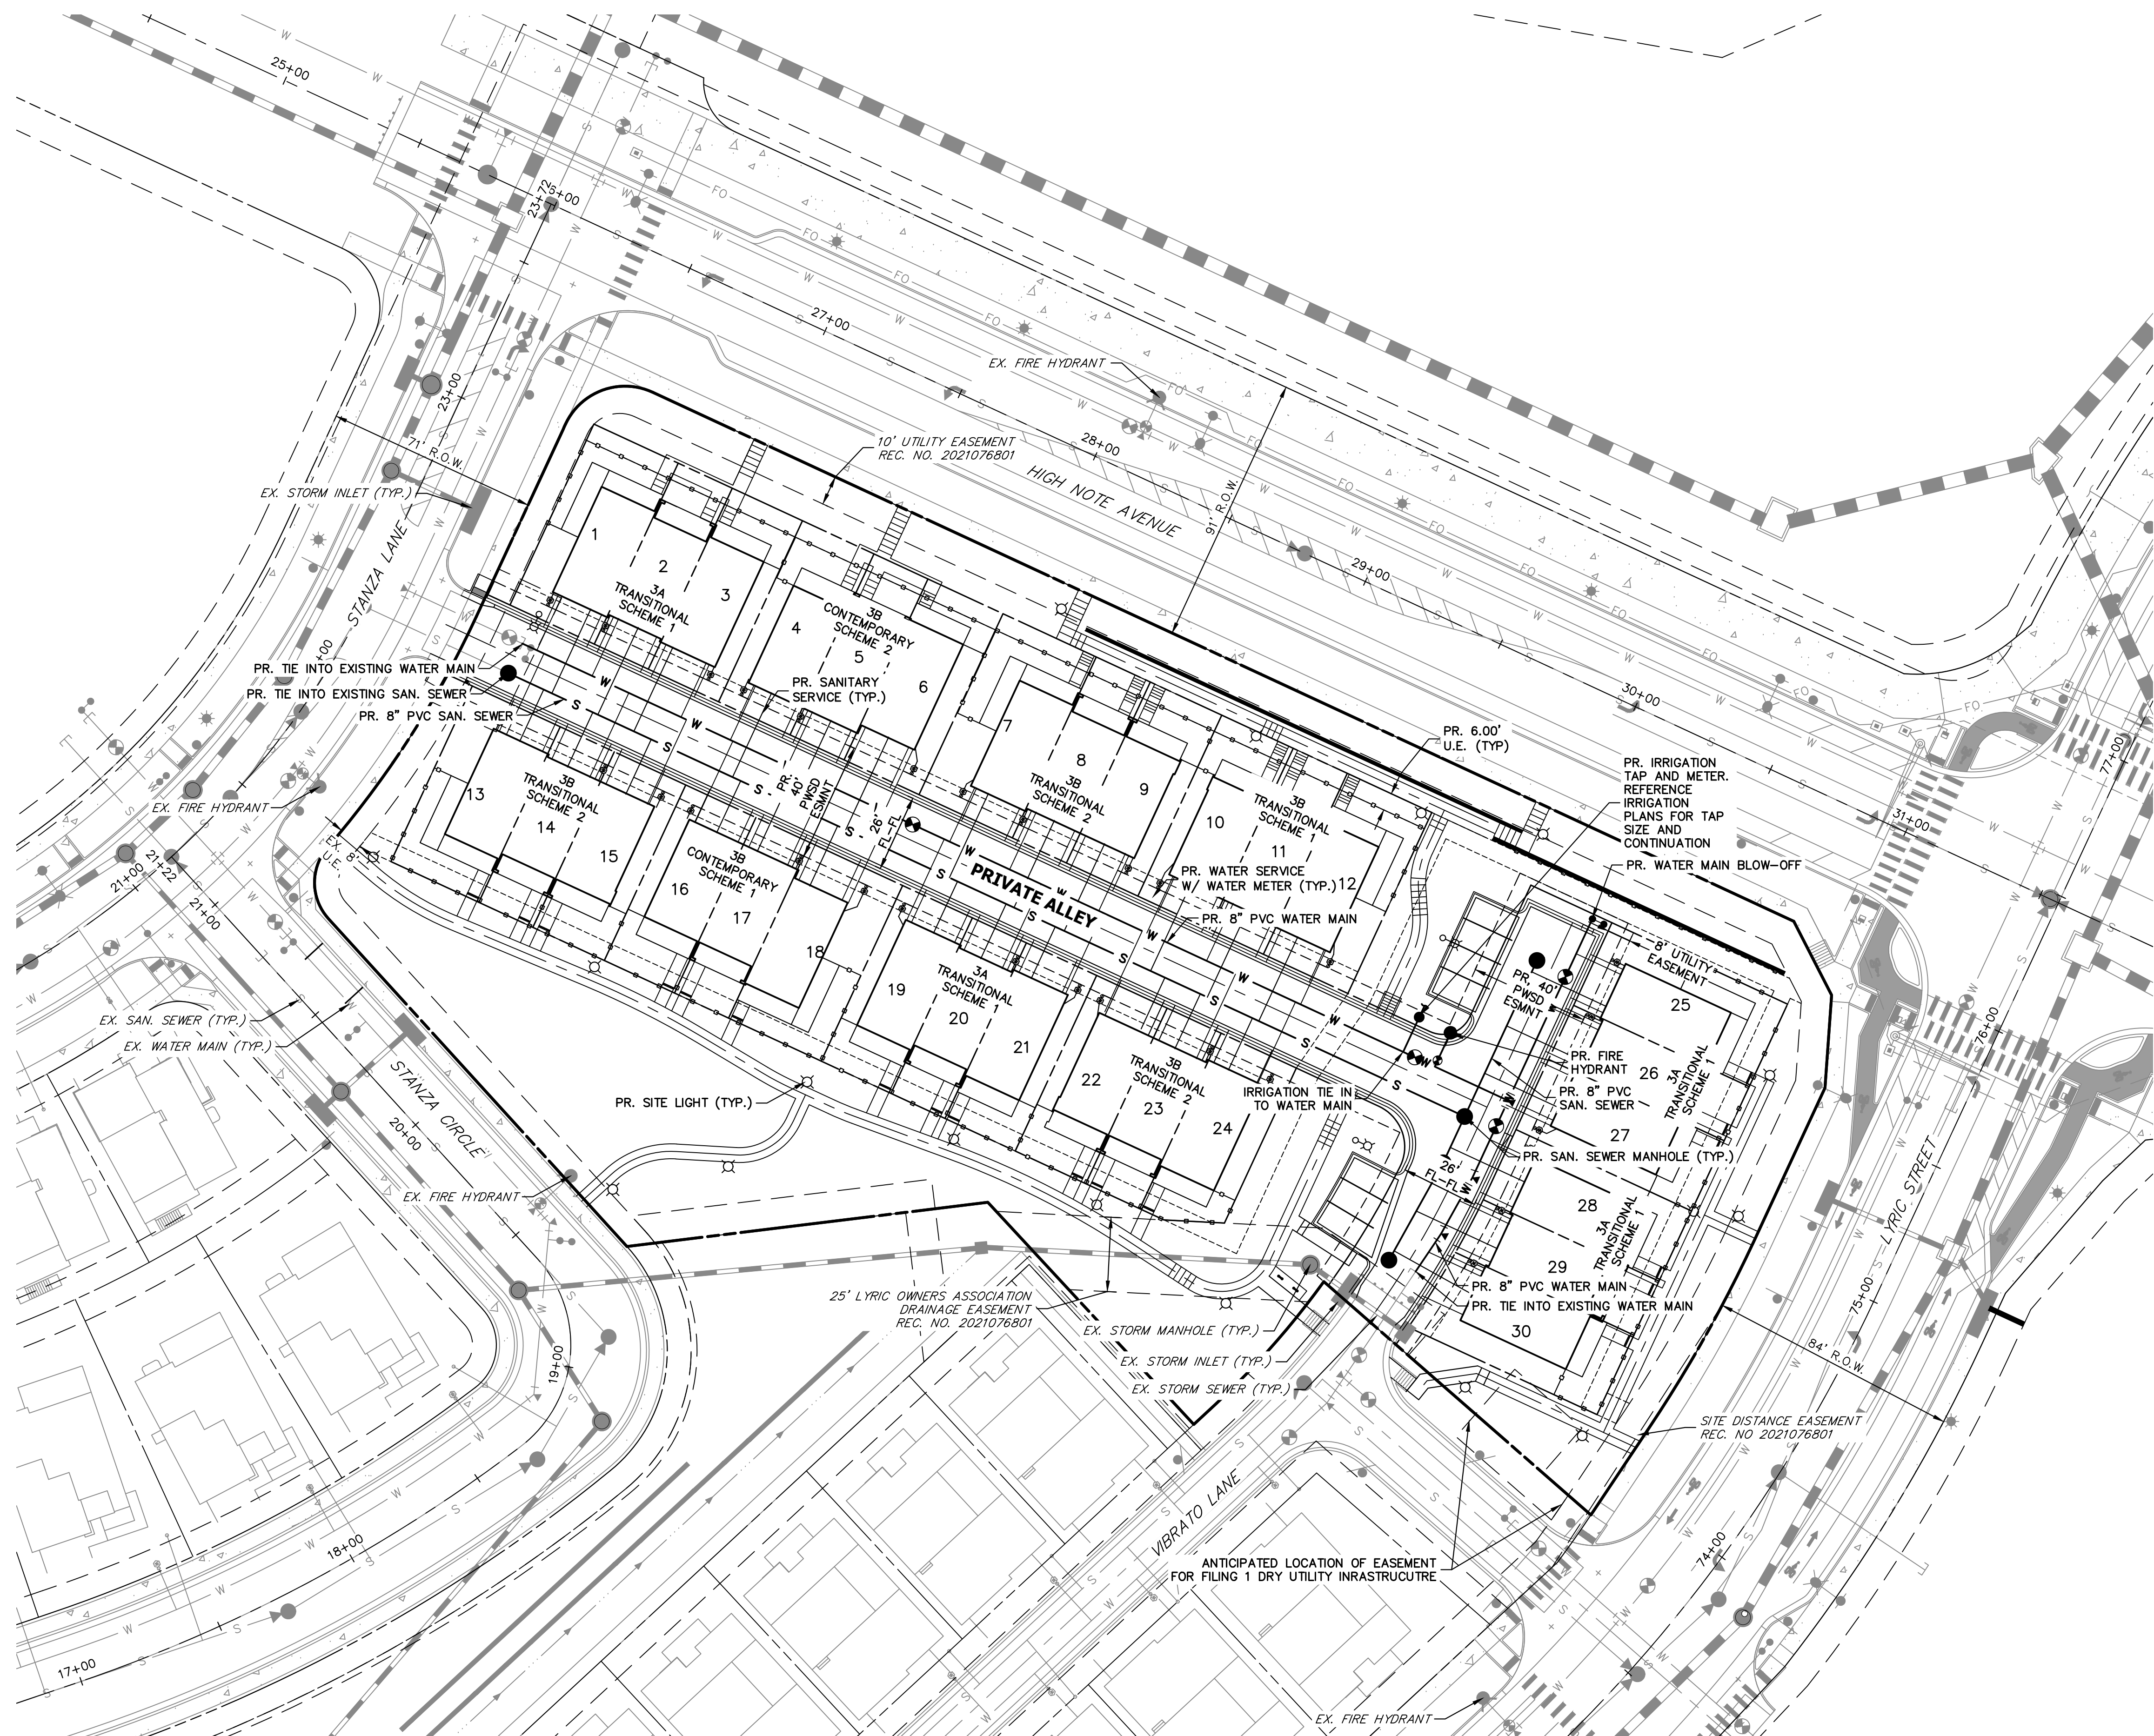 25+00
23+72
6+00
27+00
EX. FIRE HYDRANT
23+00
71' R.O.W.
10' UTILITY EASEMENT
REC. NO. 2021076801
28+00
HIGH NOTE AVENUE
91' R.O.W.
29+00
EX. STORM INLET (TYP.)
STANZA LANE
1
2
3
3A
TRANSITIONAL
SCHEME 1
4
3B
CONTEMPORARY
SCHEME 2
5
6
+00
PR. TIE INTO EXISTING WATER MAIN
PR. TIE INTO EXISTING SAN. SEWER
PR. 8" PVC SAN. SEWER
PR. SANITARY
SERVICE (TYP.)
7
8
9
3B
TRANSITIONAL
SCHEME 2
30+00
PR. 6.00'
U.E. (TYP)
PR. IRRIGATION
TAP AND METER.
REFERENCE
IRRIGATION
PLANS FOR TAP
SIZE AND
CONTINUATION
77+00
31+00
EX. FIRE HYDRANT
13
3B
TRANSITIONAL
SCHEME 2
14
15
PR.
40'
PWSD
ESMNT
26'
FL-FL
10
3B
TRANSITIONAL
SCHEME 1
11
12
PR. WATER SERVICE
W/ WATER METER (TYP.)
PR. WATER MAIN BLOW-OFF
EX. 8'
U.E.
21+00
21+22
21+00
16
3B
CONTEMPORARY
SCHEME 1
17
18
PRIVATE ALLEY
PR. 8" PVC WATER MAIN
19
3A
TRANSITIONAL
SCHEME 1
20
21
PR. 40'
PWSD
ESMNT
8' UTILITY
EASEMENT
25
EX. SAN. SEWER (TYP.)
EX. WATER MAIN (TYP.)
76+00
STANZA CIRCLE
22
3B
TRANSITIONAL
SCHEME 2
23
24
PR. FIRE
HYDRANT
26
3A
TRANSITIONAL
SCHEME 1
27
PR. 8" PVC
SAN. SEWER
IRRIGATION TIE IN
TO WATER MAIN
PR. SITE LIGHT (TYP.)
20+00
PR. SAN. SEWER MANHOLE (TYP.)
26'
FL-FL
LYRIC STREET
EX. FIRE HYDRANT
28
3A
TRANSITIONAL
SCHEME 1
29
30
PR. 8" PVC WATER MAIN
PR. TIE INTO EXISTING WATER MAIN
75+00
25' LYRIC OWNERS ASSOCIATION
DRAINAGE EASEMENT
REC. NO. 2021076801
EX. STORM MANHOLE (TYP.)
EX. STORM INLET (TYP.)
EX. STORM SEWER (TYP.)
84' R.O.W.
19+00
SITE DISTANCE EASEMENT
REC. NO 2021076801
VIBRATO LANE
18+00
74+00
ANTICIPATED LOCATION OF EASEMENT
FOR FILING 1 DRY UTILITY INRASTRUCUTRE
17+00
EX. FIRE HYDRANT